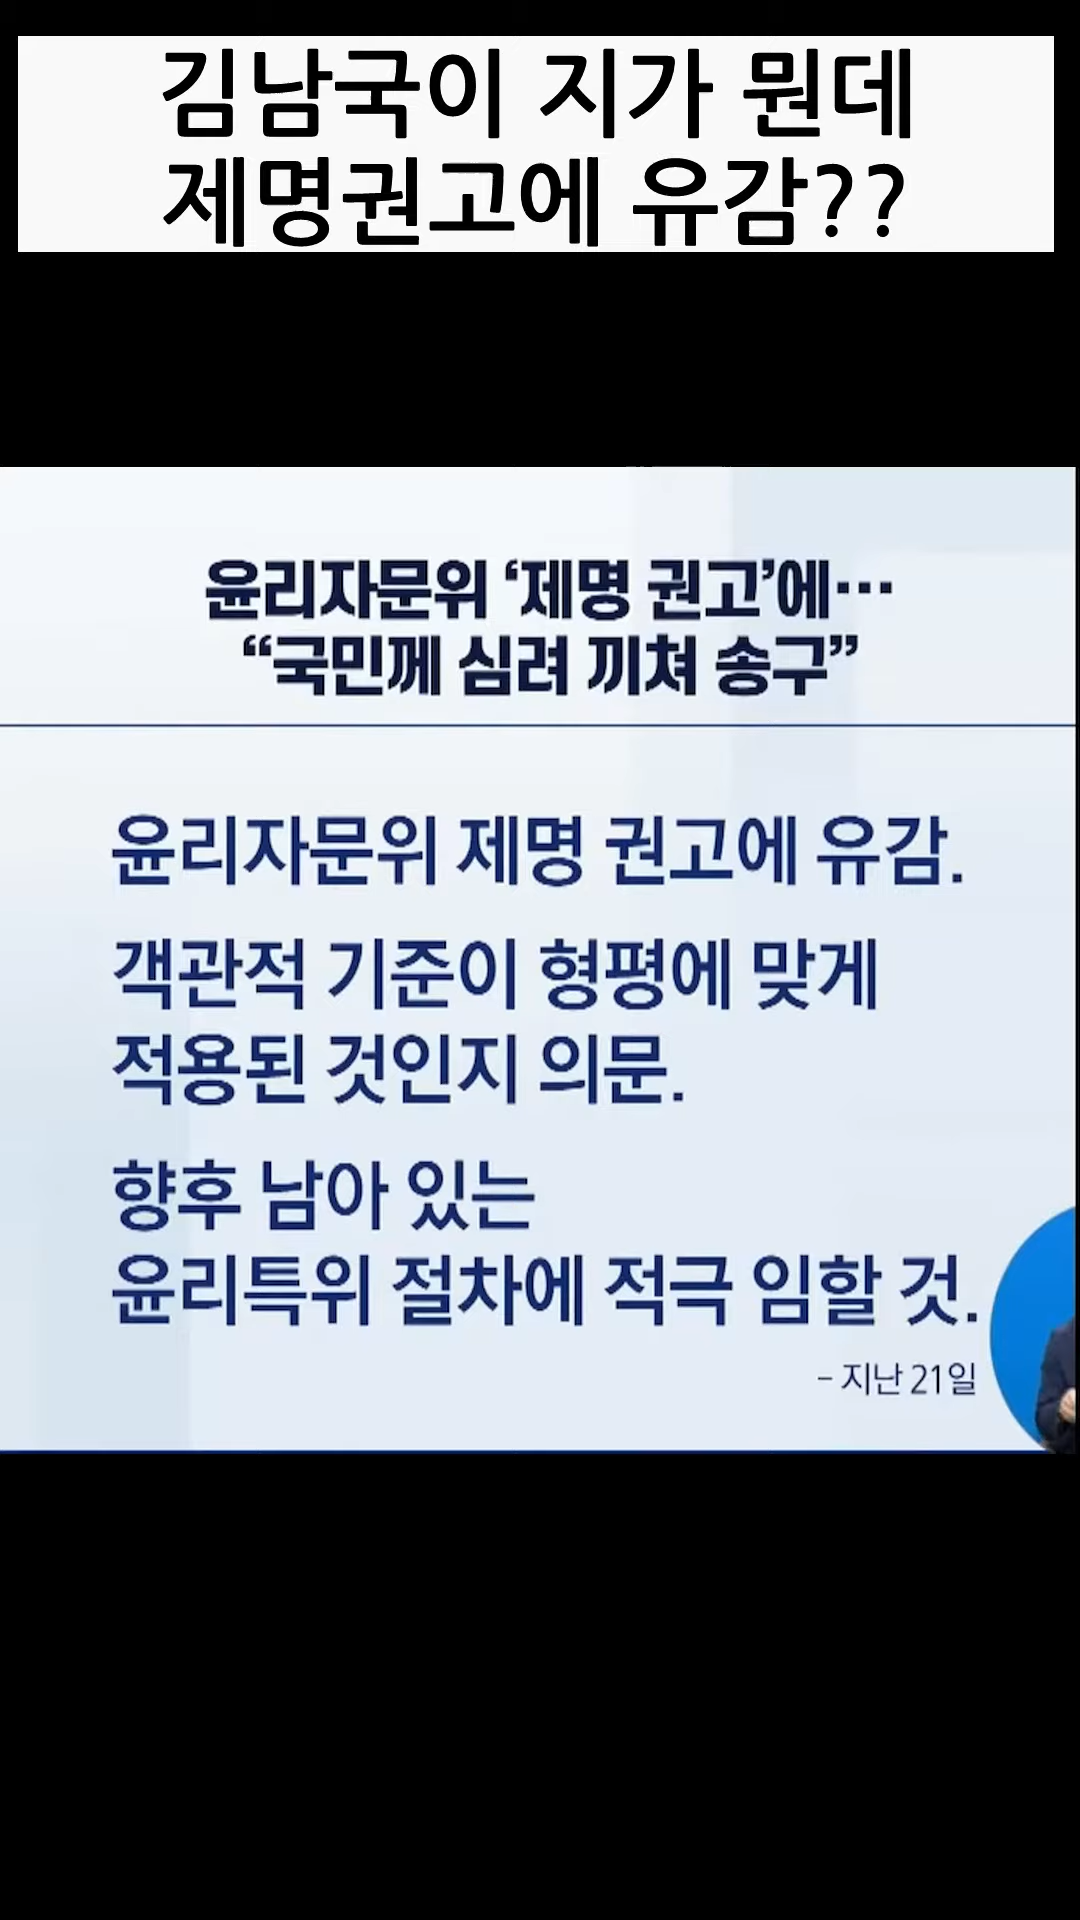 김남국이 지가 뭔데
제명권고에 유감??
윤리자문위 ‘제명 권고’에…
“국민께 심려 끼쳐 송구”
윤리자문위 제명 권고에 유감.
객관적 기준이 형평에 맞게
적용된 것인지 의문.
향후 남아 있는
윤리특위 절차에 적극 임할 것.
- 지난 21일